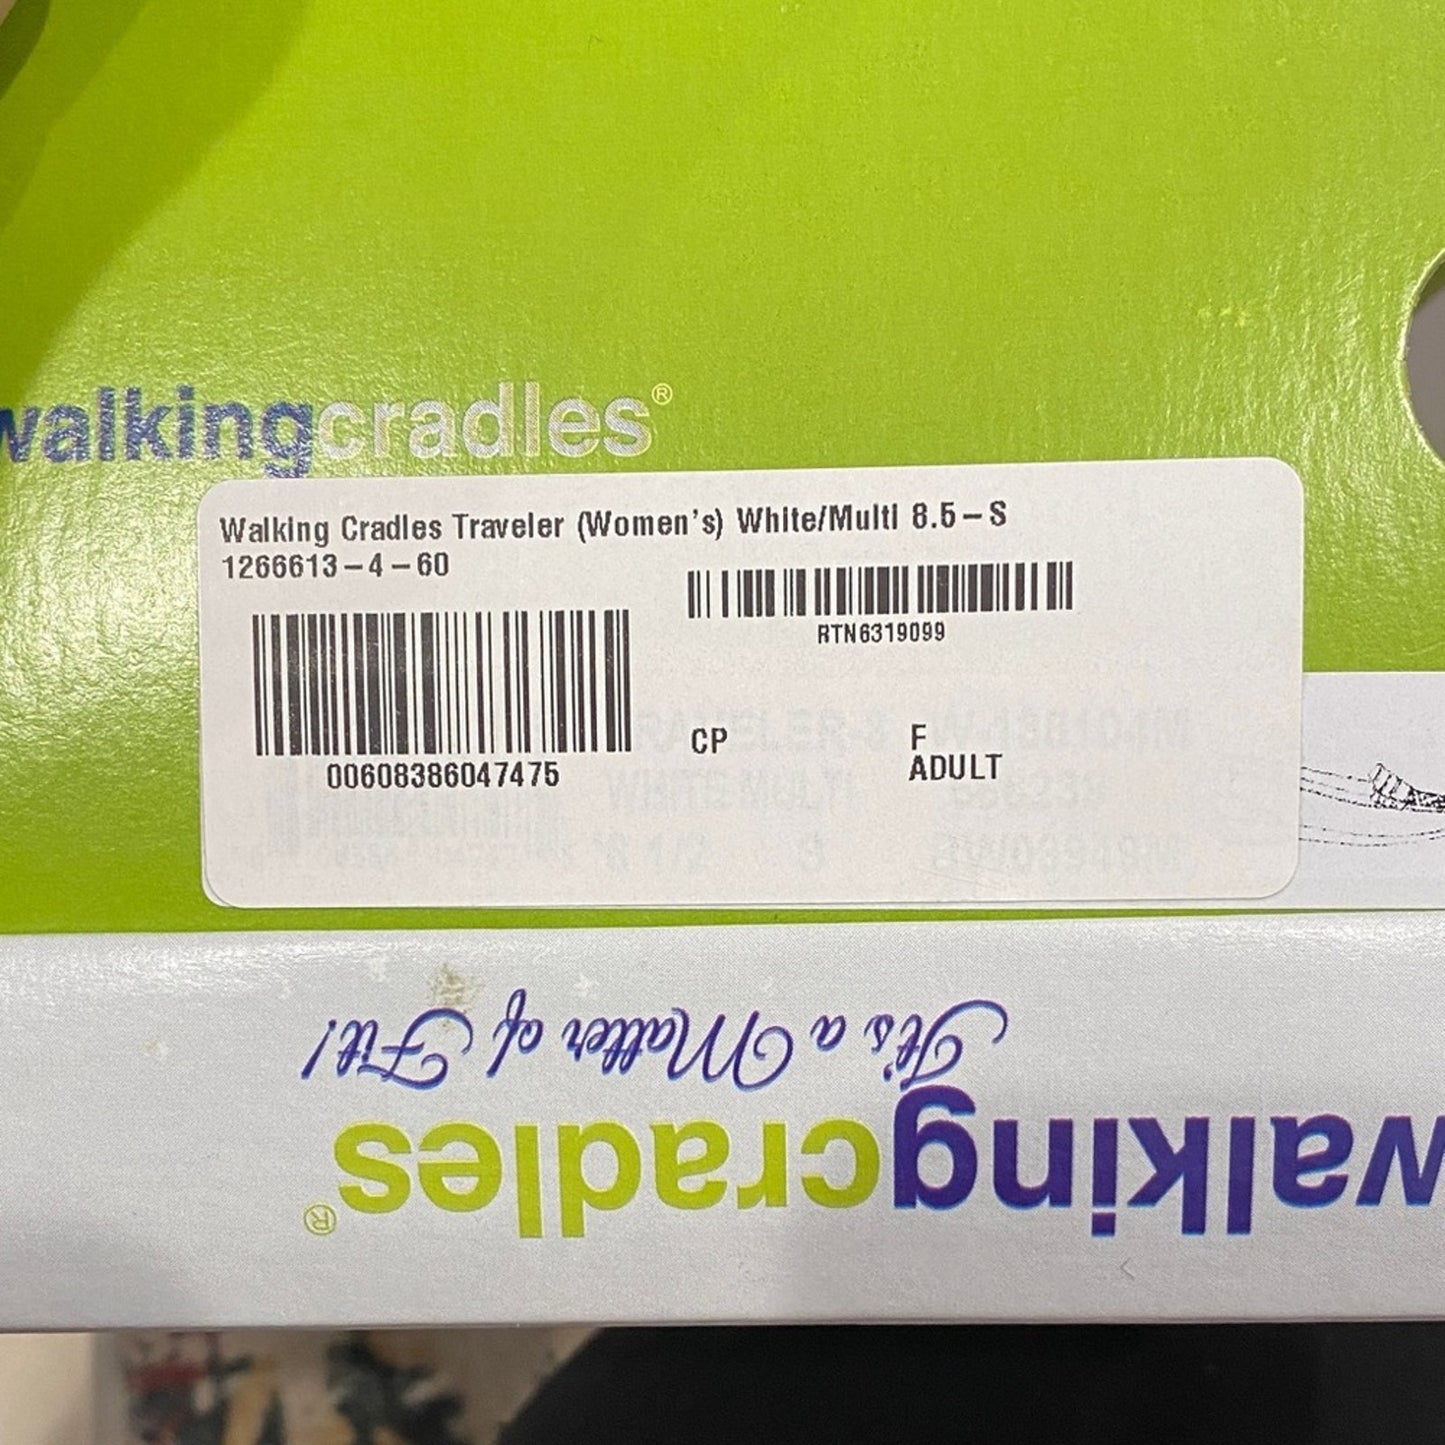 walkingcradles®
Walking Cradles Traveler (Women's) White/Multi 8.5-S
1266613-4-60
RTN6319099
00608386047475
CP
F
ADULT
It's a Matter of Fit!
walkingcradles®